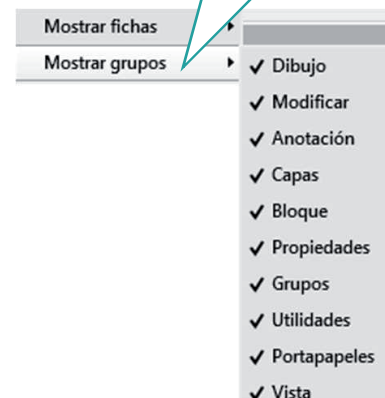 Mostrar fichas
Mostrar grupos
Dibujo
Modificar
Anotación
Capas
Bloque
Propiedades
Grupos
Utilidades
Portapapeles
Vista